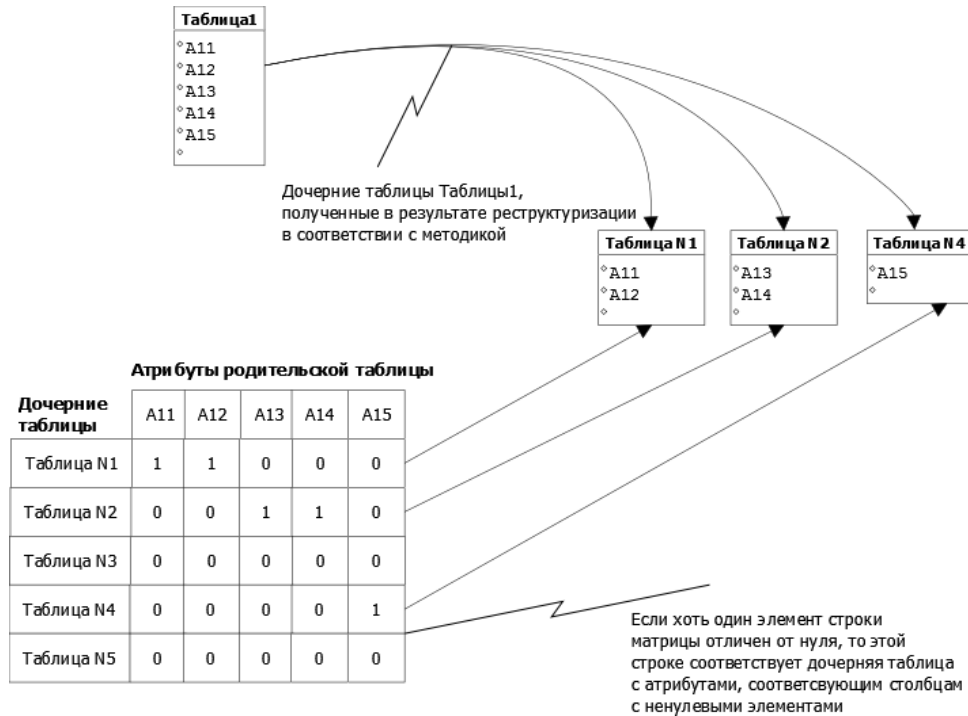 Таблица1
A11
A12
A13
A14
A15
Дочерние таблицы Таблицы1,
полученные в результате реструктуризации
в соответствии с методикой
Таблица N1
A11
A12
Таблица N2
A13
A14
Таблица N4
A15
Атрибуты родительской таблицы
Дочерние
таблицы
A11 A12 A13 A14 A15
Таблица N1 1 1 0 0 0
Таблица N2 0 0 1 1 0
Таблица N3 0 0 0 0 0
Таблица N4 0 0 0 0 1
Таблица N5 0 0 0 0 0
Если хоть один элемент строки
матрицы отличен от нуля, то этой
строке соответствует дочерняя таблица
с атрибутами, соответсвующим столбцам
с ненулевыми элементами